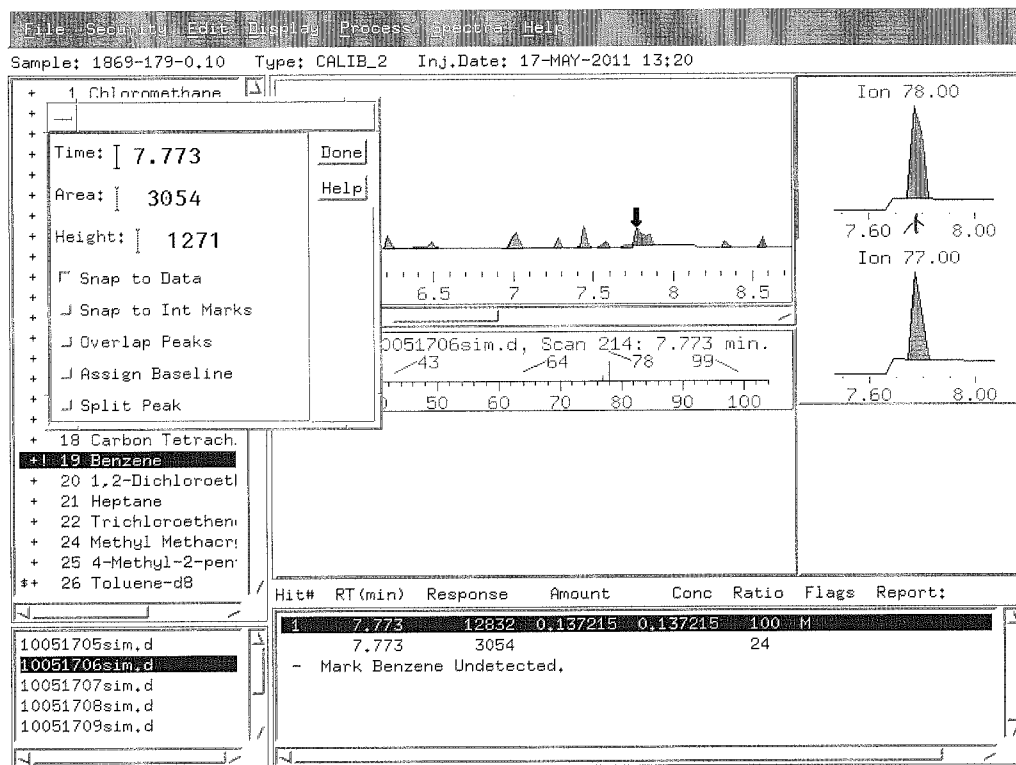 File Security Edit Display Process Spectra Help
Sample: 1869-179-0.10 Type: CALIB_2 Inj.Date: 17-MAY-2011 13:20
+ 1 Chloromethane
Time: 7.773
Done
Area: 3054
Help
Height: 1271
Snap to Data
Snap to Int Marks
Overlap Peaks
Assign Baseline
Split Peak
+ 18 Carbon Tetrach.
+! 19 Benzene
+ 20 1,2-Dichloroetl
+ 21 Heptane
+ 22 Trichloroethen
+ 24 Methyl Methacr
+ 25 4-Methyl-2-pen
$+ 26 Toluene-d8
6.5 7 7.5 8 8.5
0051706sim.d, Scan 214: 7.773 min.
43 64 78 99
50 60 70 80 90 100
Ion 78.00
7.60 8.00
Ion 77.00
7.60 8.00
Hit# RT(min) Response Amount Conc Ratio Flags Report:
1 7.773 12832 0.137215 0.137215 100 M
7.773 3054 24
- Mark Benzene Undetected.
10051705sim.d
10051706sim.d
10051707sim.d
10051708sim.d
10051709sim.d